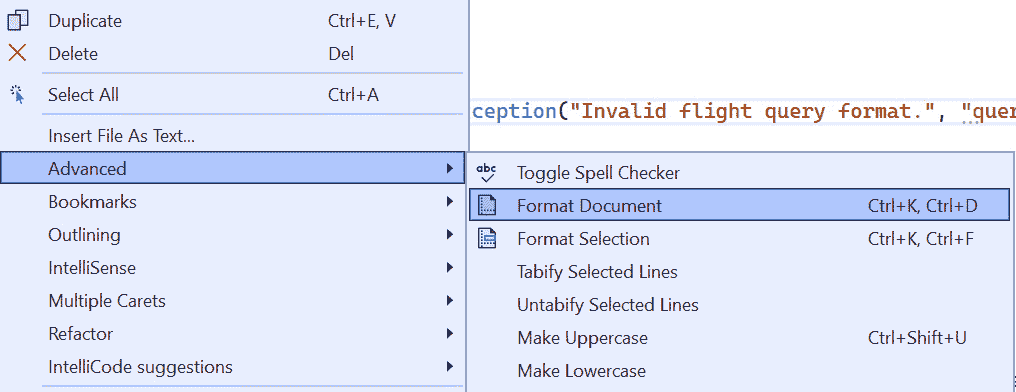 Duplicate Ctrl+E, V
Delete Del
Select All Ctrl+A
ception("Invalid flight query format.", "quer
Insert File As Text...
Advanced
Bookmarks
Outlining
IntelliSense
Multiple Carets
Refactor
IntelliCode suggestions
abc Toggle Spell Checker
Format Document Ctrl+K, Ctrl+D
Format Selection Ctrl+K, Ctrl+F
Tabify Selected Lines
Untabify Selected Lines
Make Uppercase Ctrl+Shift+U
Make Lowercase